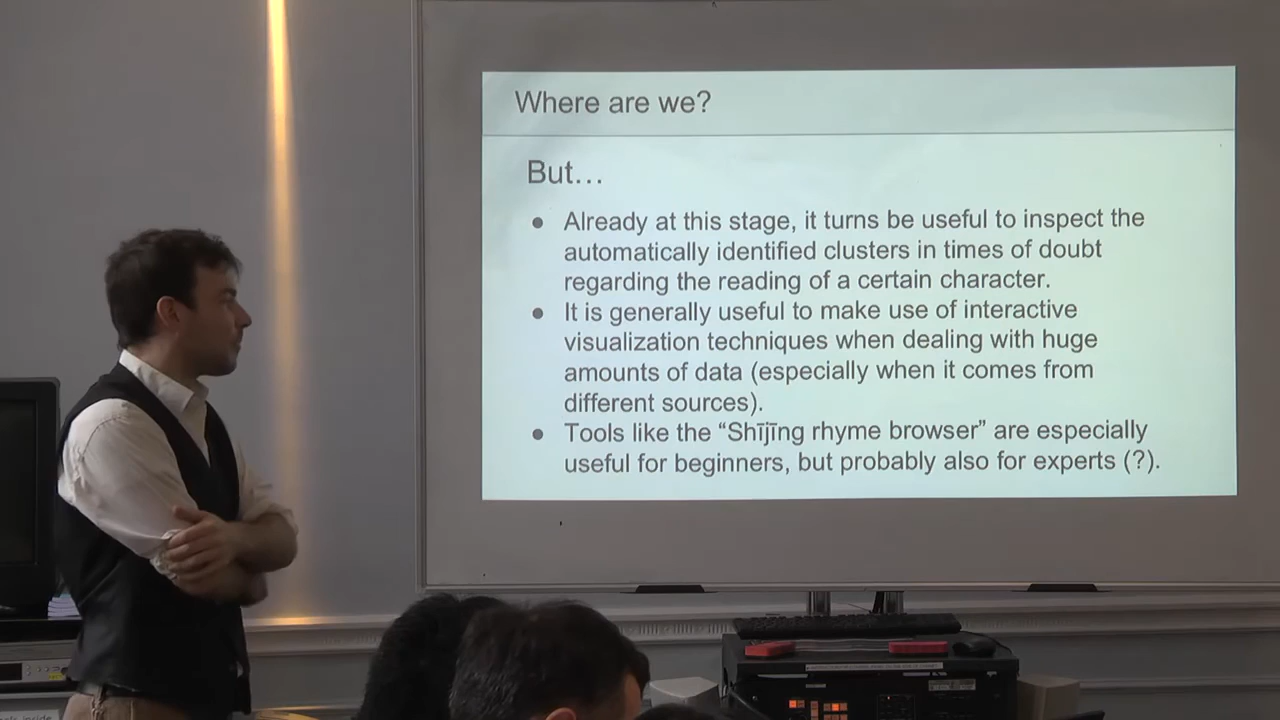 Where are we?
But…
● Already at this stage, it turns be useful to inspect the
automatically identified clusters in times of doubt
regarding the reading of a certain character.
● It is generally useful to make use of interactive
visualization techniques when dealing with huge
amounts of data (especially when it comes from
different sources).
● Tools like the “Shījīng rhyme browser” are especially
useful for beginners, but probably also for experts (?).